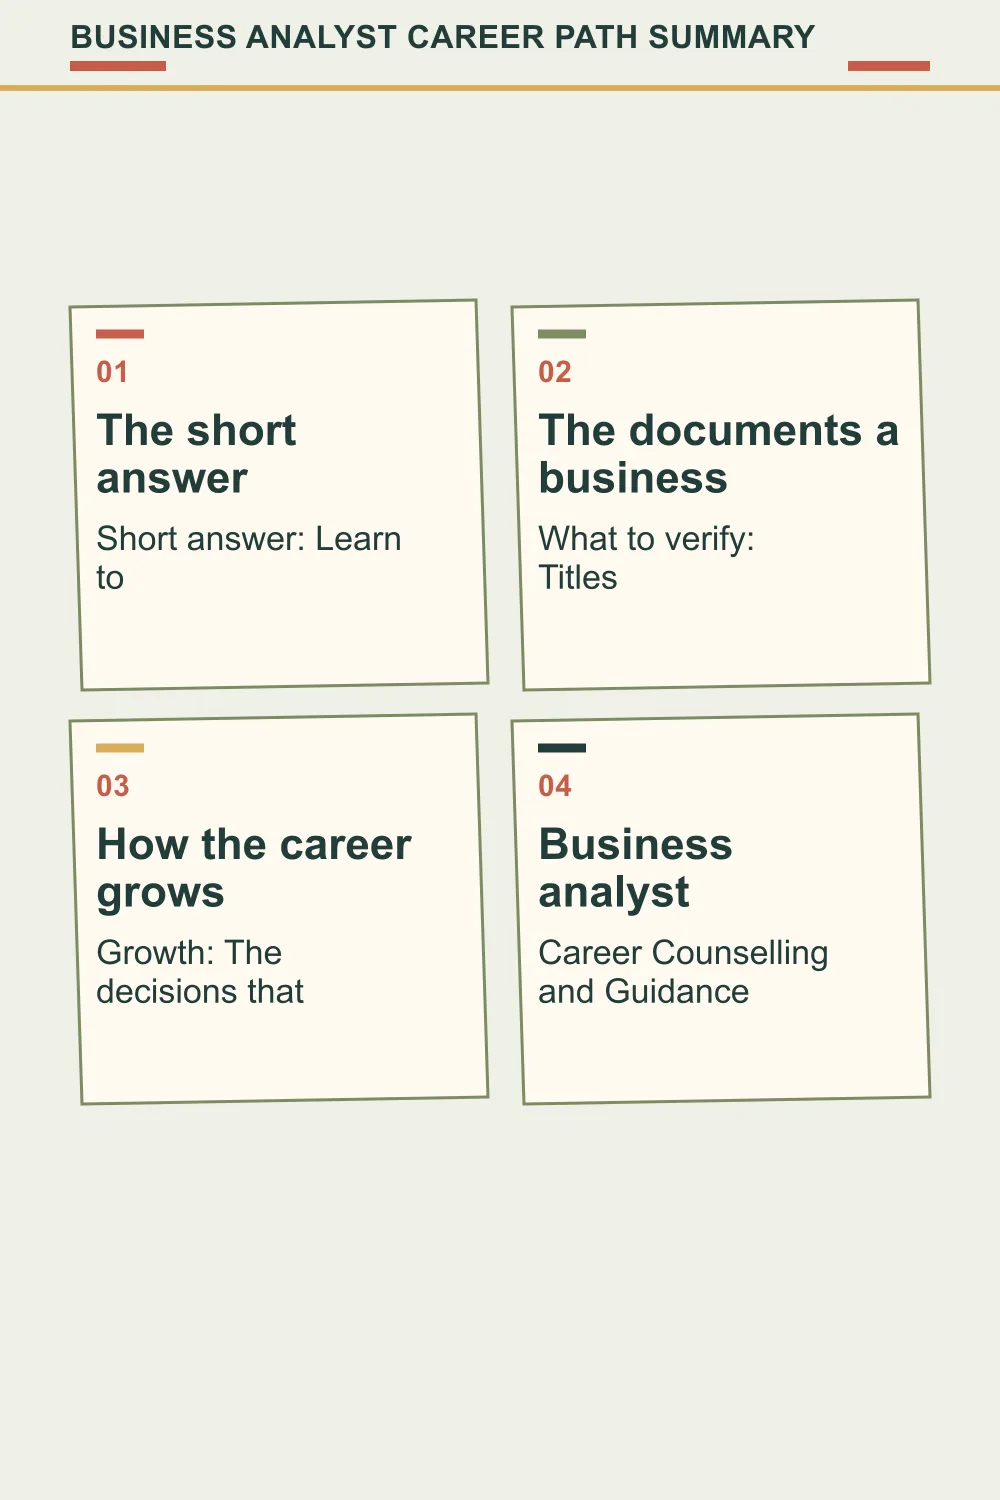 BUSINESS ANALYST CAREER PATH SUMMARY
01
The short
answer
Short answer: Learn
to
02
The documents a
business
What to verify:
Titles
03
How the career
grows
Growth: The
decisions that
04
Business
analyst
Career Counselling
and Guidance